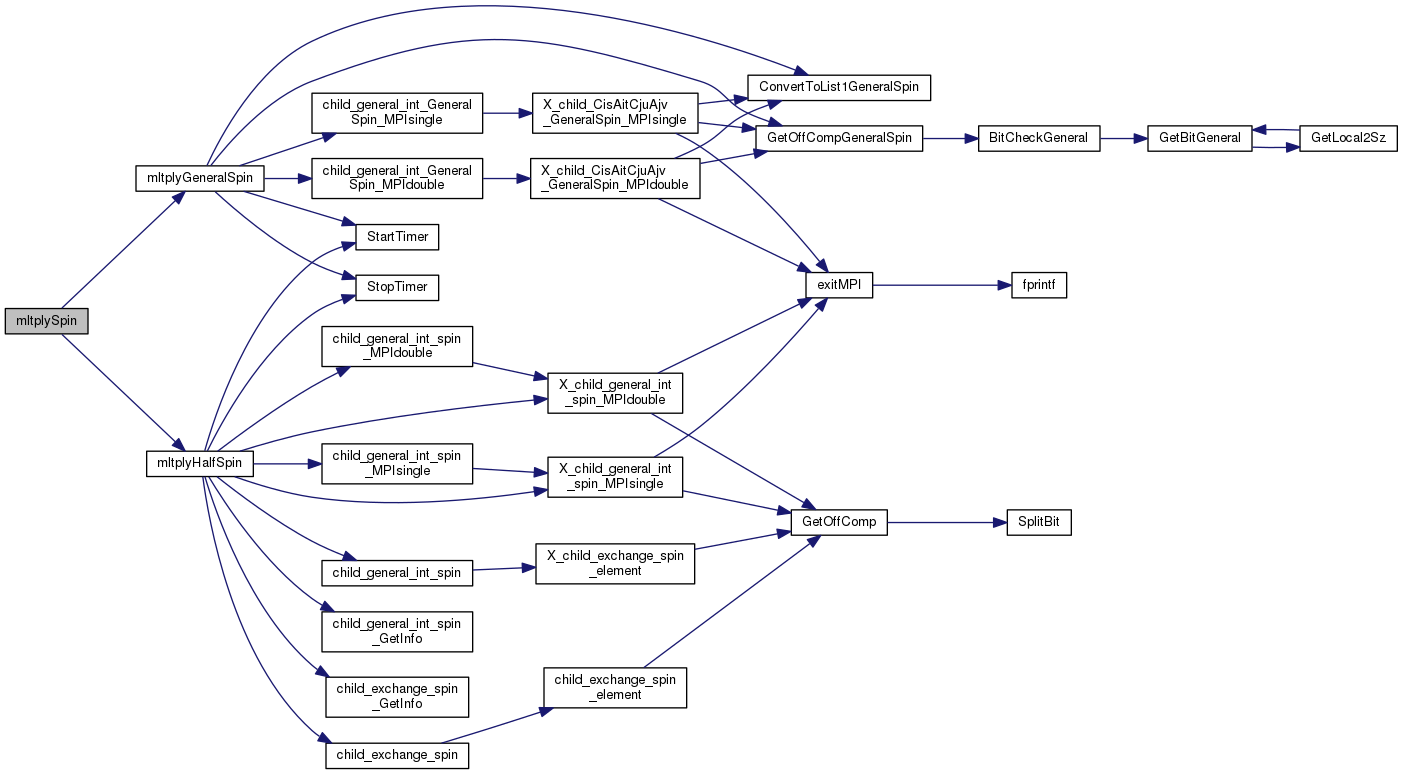 mltplySpin
mltplyGeneralSpin
mltplyHalfSpin
child_general_int_General
Spin_MPIsingle
child_general_int_General
Spin_MPIdouble
StartTimer
StopTimer
child_general_int_spin
_MPIdouble
child_general_int_spin
_MPIsingle
child_general_int_spin
child_general_int_spin
_GetInfo
child_exchange_spin
_GetInfo
child_exchange_spin
X_child_CisAitCjuAjv
_GeneralSpin_MPIsingle
X_child_CisAitCjuAjv
_GeneralSpin_MPIdouble
X_child_general_int
_spin_MPIdouble
X_child_general_int
_spin_MPIsingle
X_child_exchange_spin
_element
child_exchange_spin
_element
ConvertToList1GeneralSpin
GetOffCompGeneralSpin
exitMPI
GetOffComp
BitCheckGeneral
fprintf
SplitBit
GetBitGeneral
GetLocal2Sz